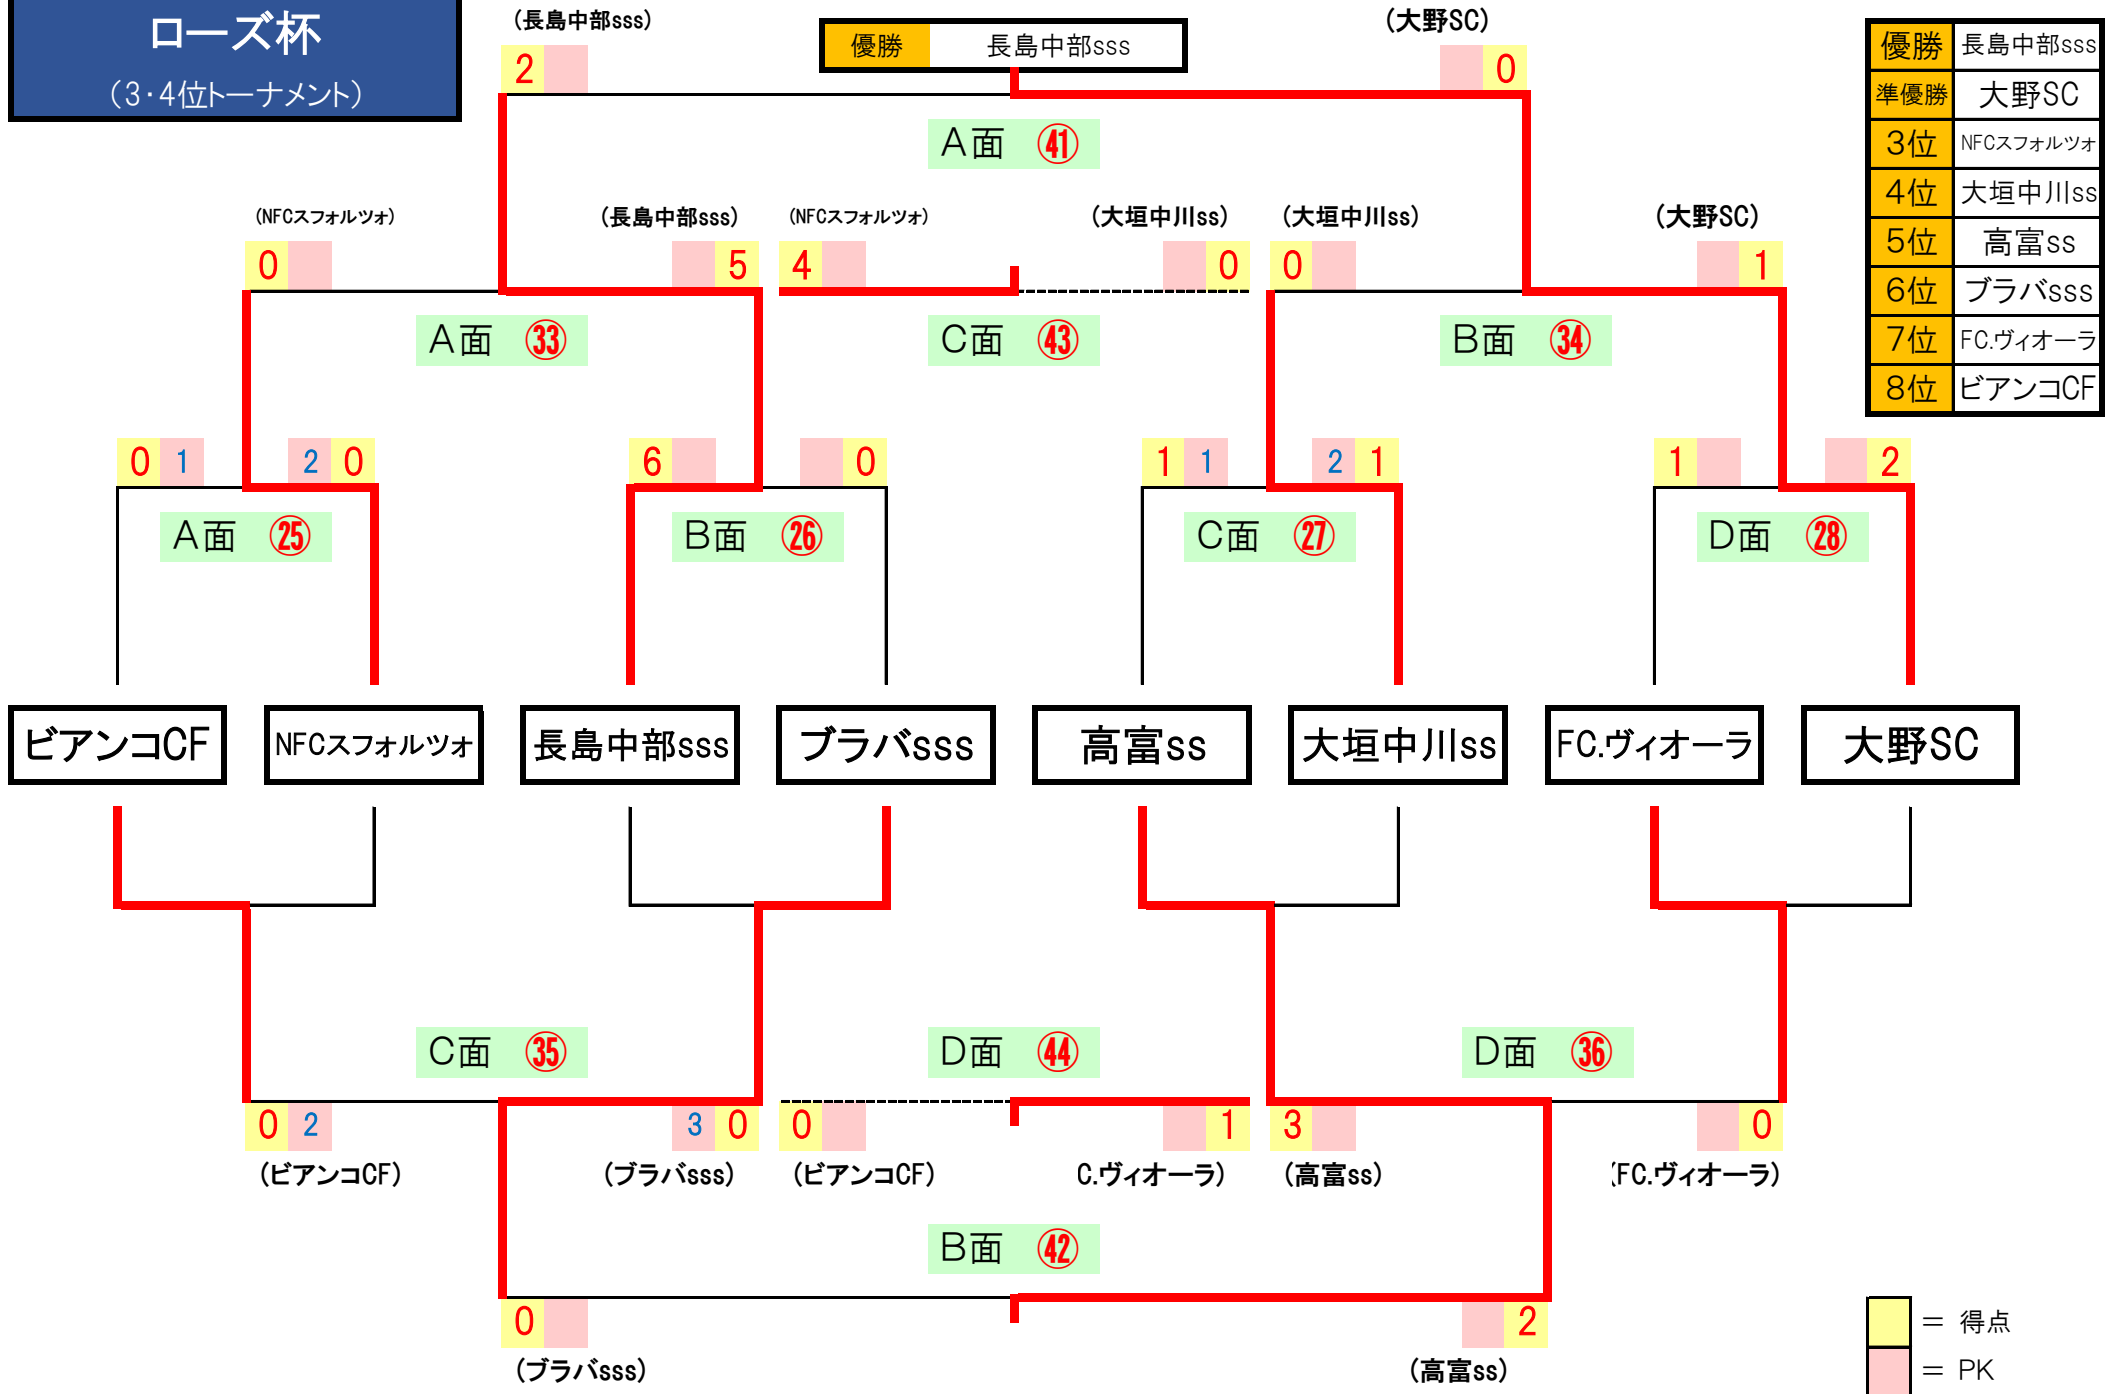 ローズ杯
（3・4位トーナメント）
(長島中部sss)
優勝 長島中部sss
(大野SC)
2
0
A面 ㊶
優勝 長島中部sss
準優勝 大野SC
3位 NFCスフォルツォ
4位 大垣中川ss
5位 高富ss
6位 ブラバsss
7位 FC.ヴィオーラ
8位 ビアンコCF
(NFCスフォルツォ) (長島中部sss) (NFCスフォルツォ) (大垣中川ss) (大垣中川ss) (大野SC)
0 5 4 0 0 1
A面 ㉝ C面 ㊸ B面 ㉞
0 1 2 0 6 0 1 1 2 1 1 2
A面 ㉕ B面 ㉖ C面 ㉗ D面 ㉘
ビアンコCF NFCスフォルツォ 長島中部sss ブラバsss 高富ss 大垣中川ss FC.ヴィオーラ 大野SC
C面 ㉟ D面 ㊹ D面 ㊱
0 2 3 0 0 1 3 0
(ビアンコCF) (ブラバsss) (ビアンコCF) C.ヴィオーラ) (高富ss) (FC.ヴィオーラ)
B面 ㊷
0 2
(ブラバsss) (高富ss)
＝ 得点
＝ PK